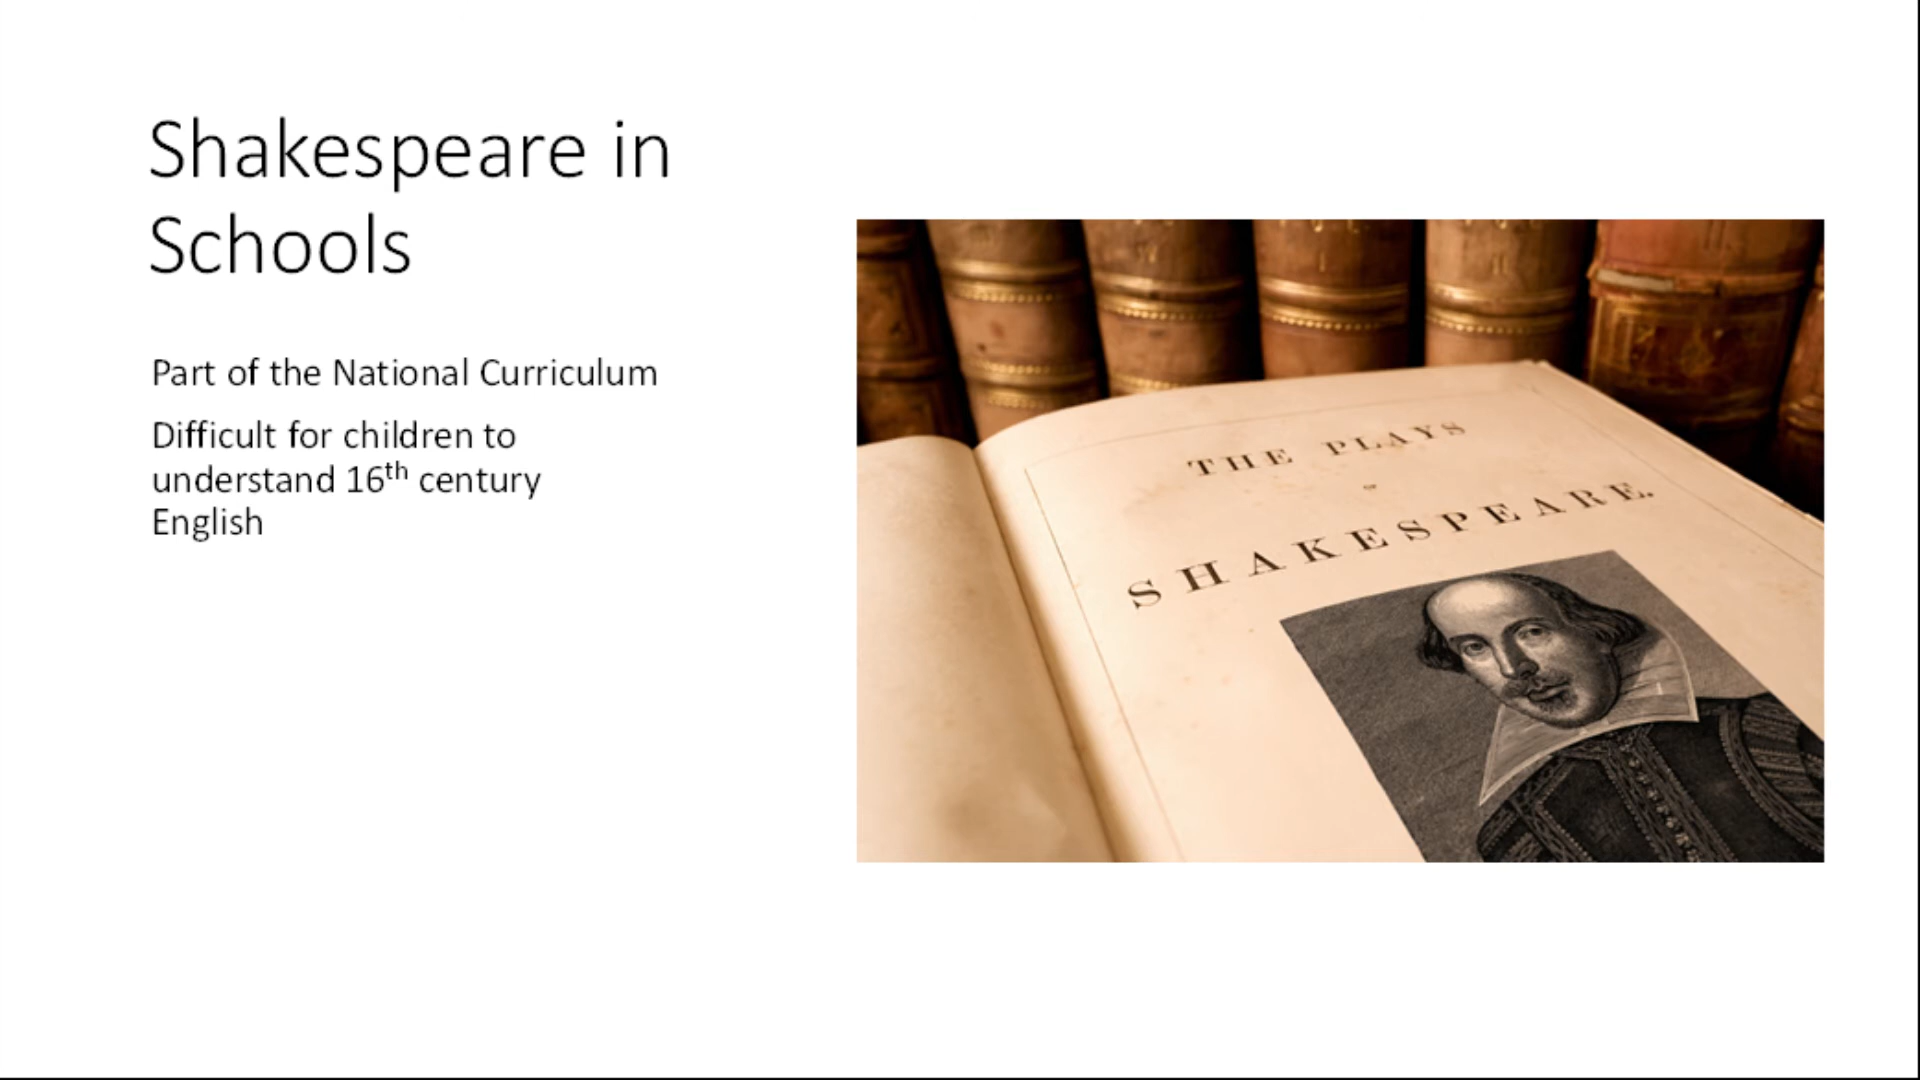 Shakespeare in
Schools
Part of the National Curriculum
Difficult for children to
understand 16th century
English
THE PLAYS
SHAKESPEARE.